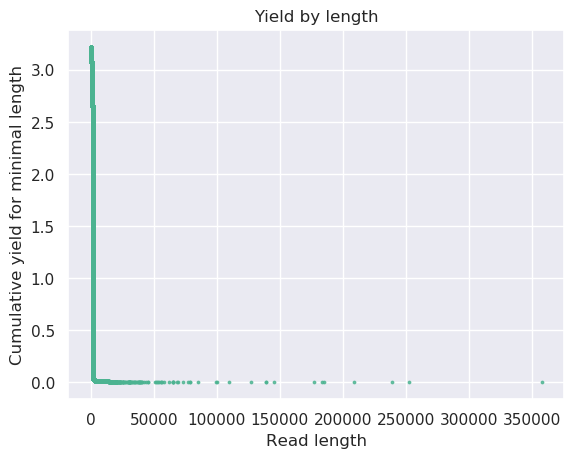 Yield by length
Cumulative yield for minimal length
3.0
2.5
2.0
1.5
1.0
0.5
0.0
0 50000 100000 150000 200000 250000 300000 350000
Read length